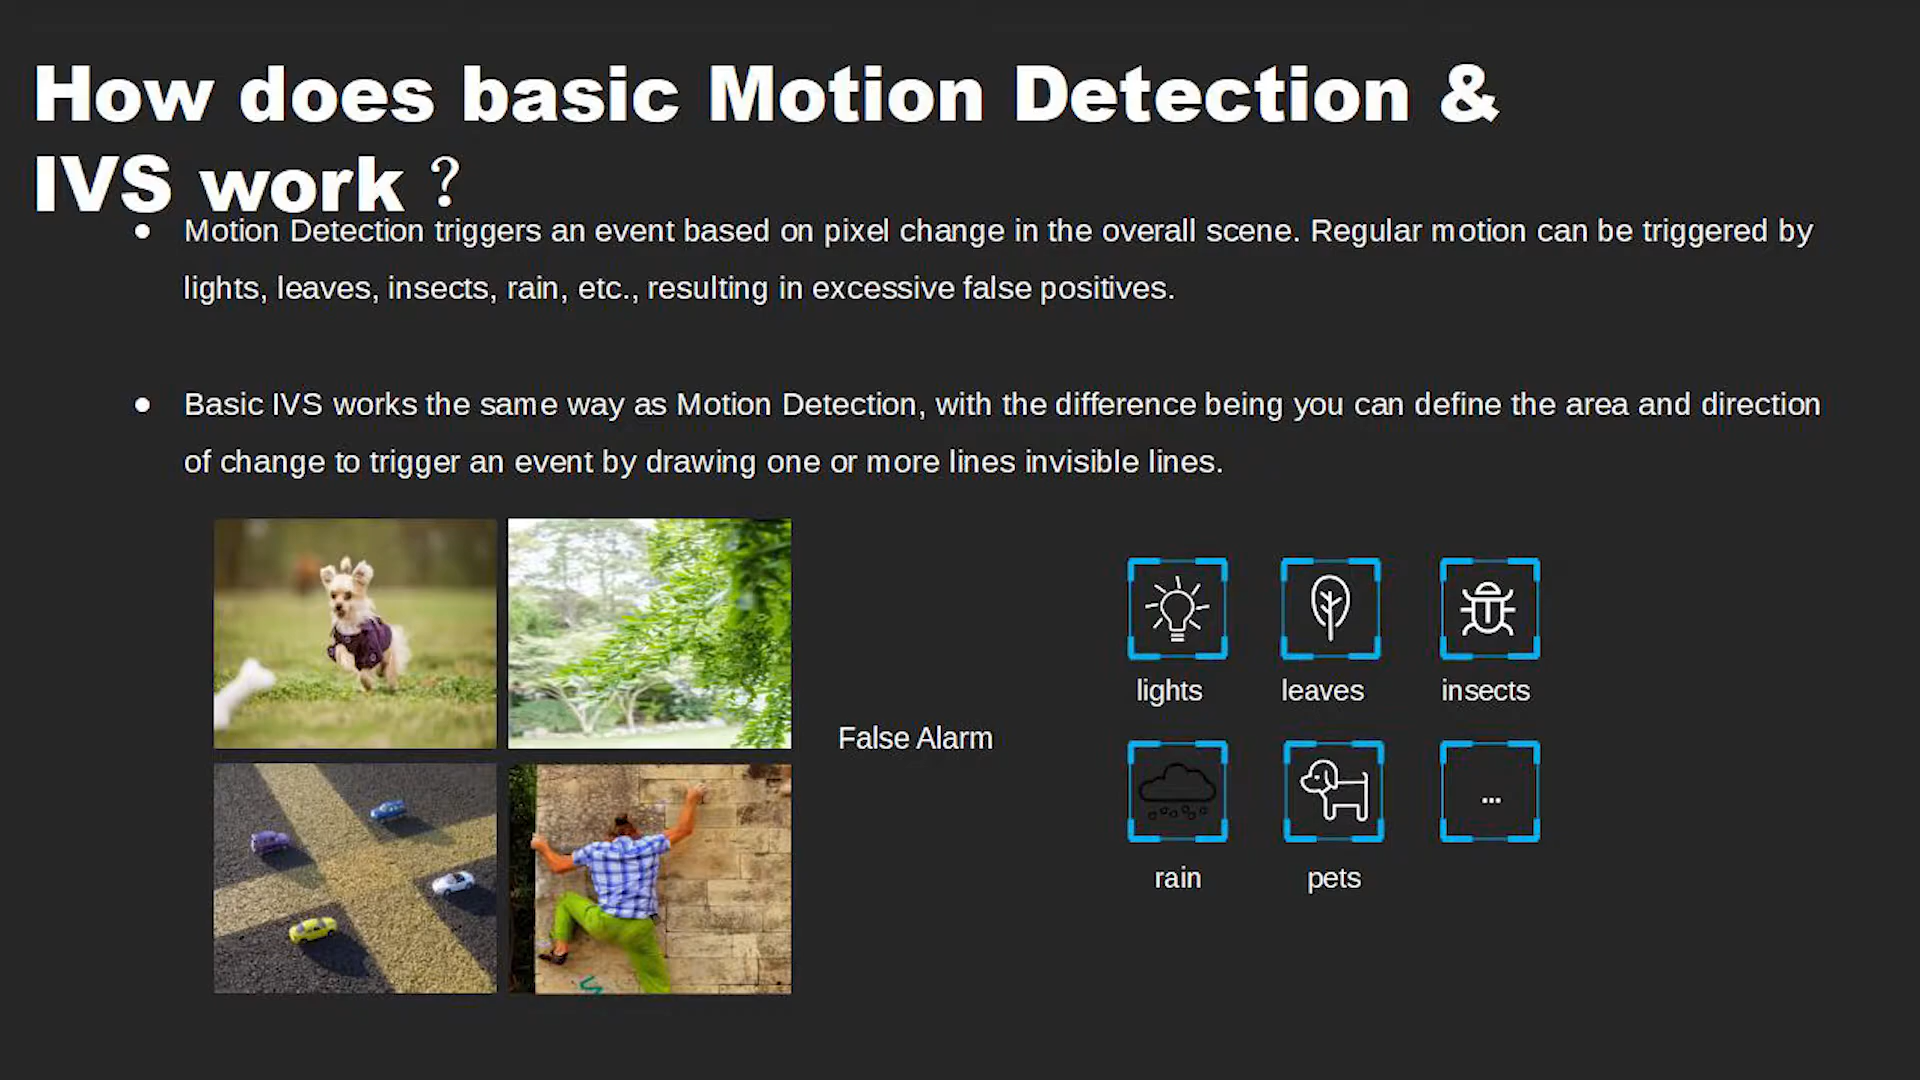 How does basic Motion Detection &
IVS work？
● Motion Detection triggers an event based on pixel change in the overall scene. Regular motion can be triggered by
lights, leaves, insects, rain, etc., resulting in excessive false positives.
● Basic IVS works the same way as Motion Detection, with the difference being you can define the area and direction
of change to trigger an event by drawing one or more lines invisible lines.
False Alarm
lights
leaves
insects
...
rain
pets